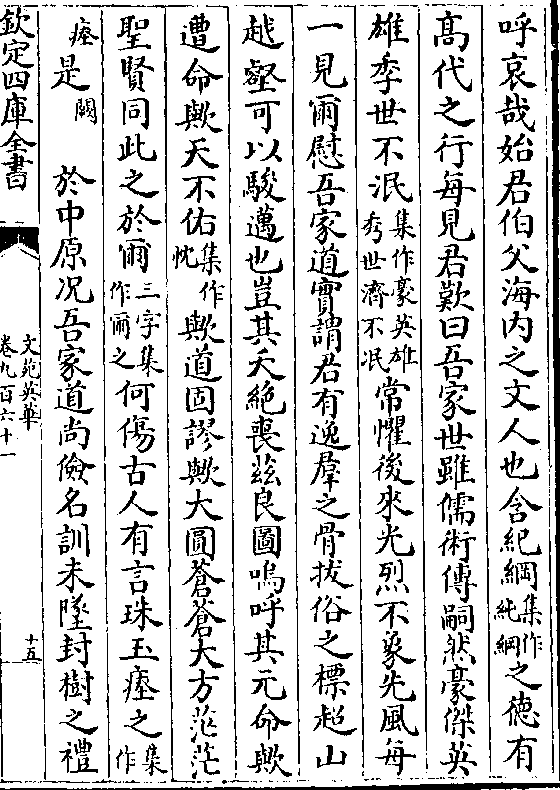 呼哀哉始君伯父海内之文人也含紀綱集作純綱之德有
髙代之行每見君歎曰吾家世雖儒術傳嗣然豪傑英
雄季世不泯集作豪英雄秀世濟不泯常懼後來光烈不象先風每
一見爾慰吾家道實謂君有逸羣之骨拔俗之標超山
越壑可以駿邁也豈其夭絶喪兹良圖嗚呼其元命歟
遭命歟天不佑集作忱歟道固謬歟大圓蒼蒼大方茫茫
聖賢同此之於爾三字集作爾之何傷古人有言珠玉瘞之集作
瘞是闕於中原况吾家道尚儉名訓未墜封樹之禮
欽定四庫全書
文苑英華
卷九百六十一
十五